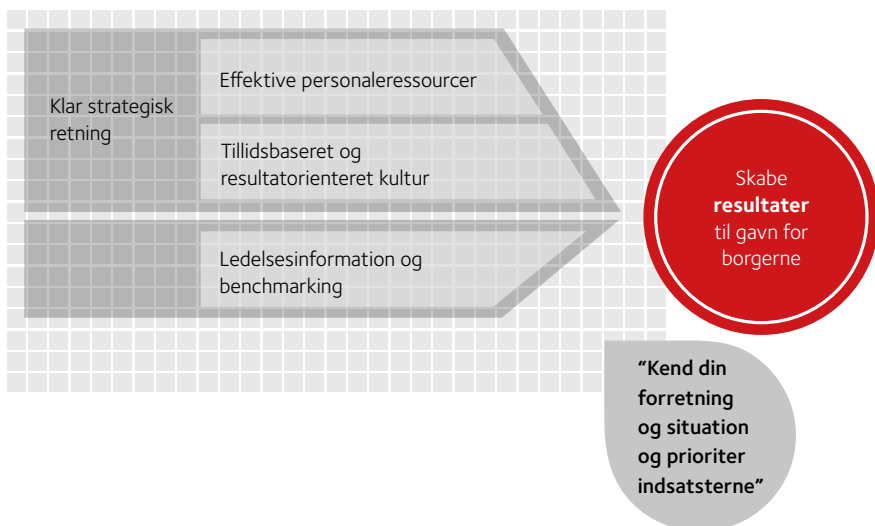 Klar strategisk
retning
Effektive personaleressourcer
Tillidsbaseret og
resultatorienteret kultur
Ledelsesinformation og
benchmarking
Skabe
resultater
til gavn for
borgerne
“Kend din
forretning
og situation
og prioriter
indsatsterne”